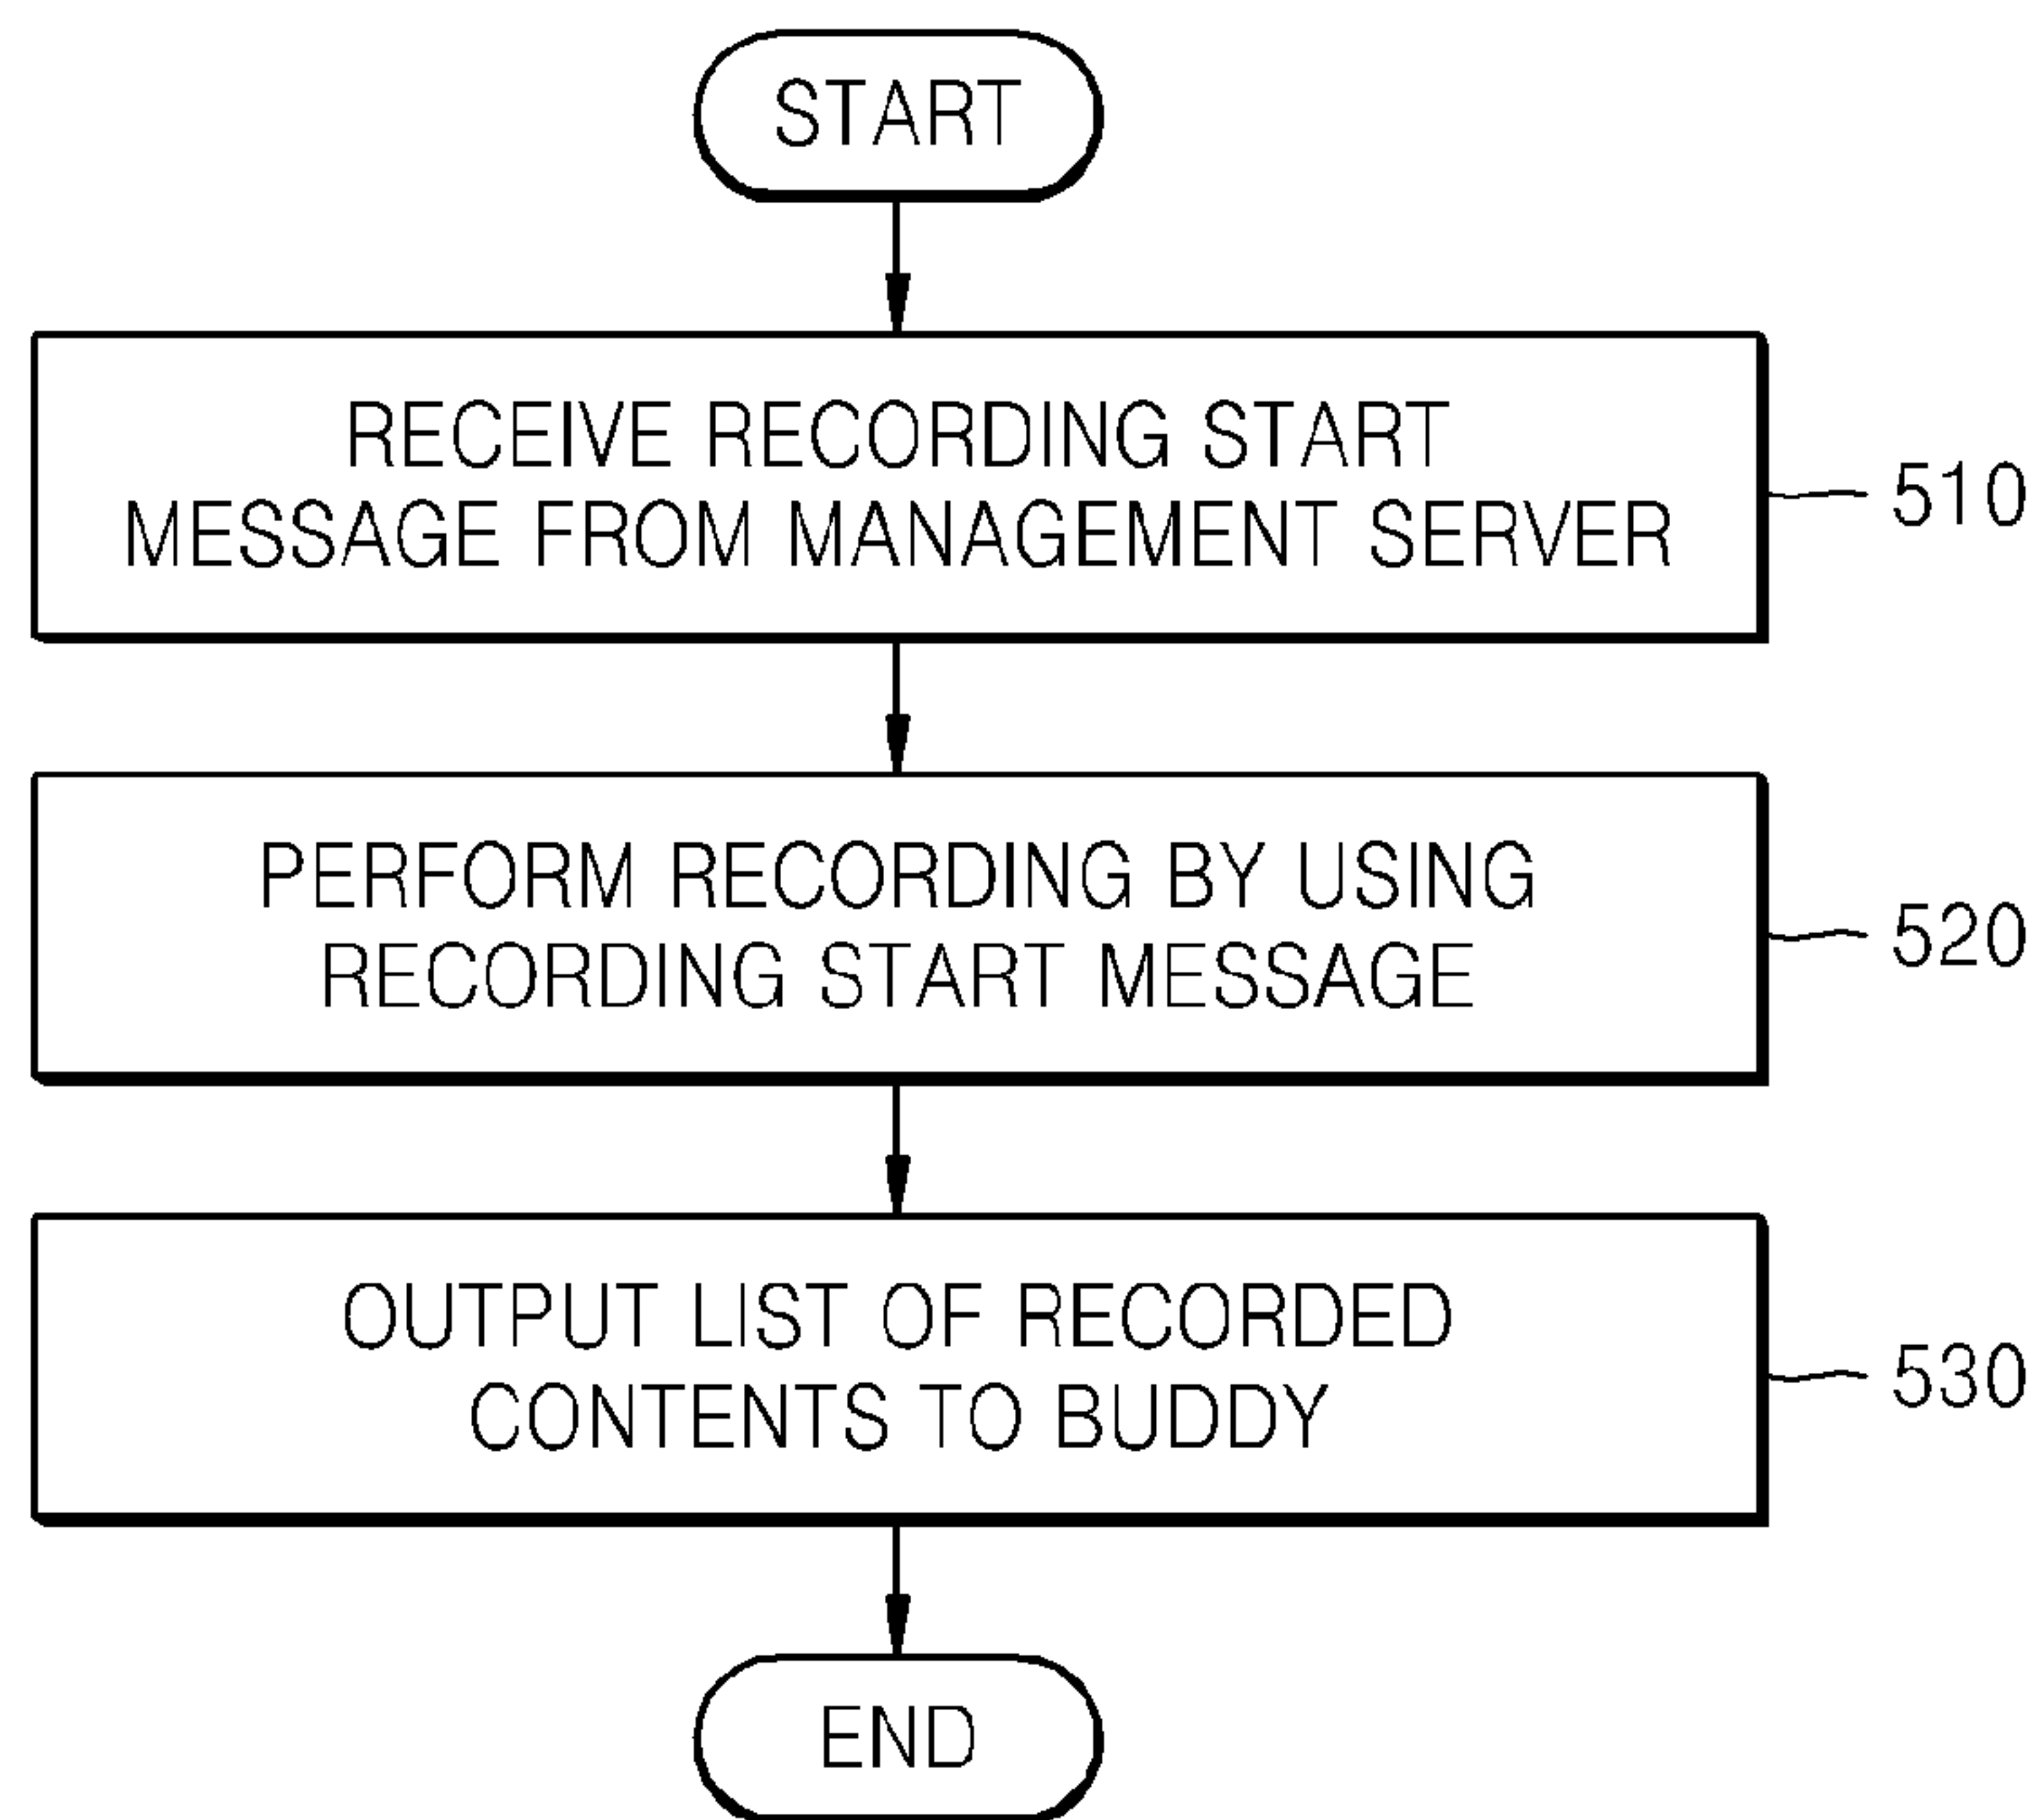 START
RECEIVE RECORDING START
MESSAGE FROM MANAGEMENT SERVER
510
PERFORM RECORDING BY USING
RECORDING START MESSAGE
520
OUTPUT LIST OF RECORDED
CONTENTS TO BUDDY
530
END